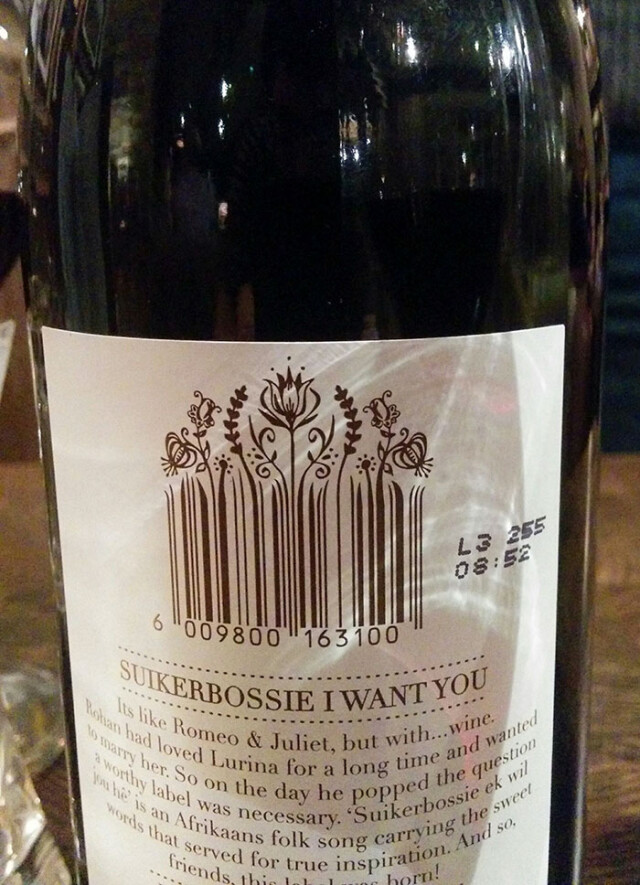 L3 255
08:52
6 009800 163100
SUIKERBOSSIE I WANT YOU
Its like Romeo & Juliet, but with...wine.
Rohan had loved Lurina for a long time and wanted
to marry her. So on the day he popped the question
a worthy label was necessary. ‘Suikerbossie ek wil
jou hê’ is an Afrikaans folk song carrying the sweet
words that served for true inspiration. And so,
friends, this label was born!